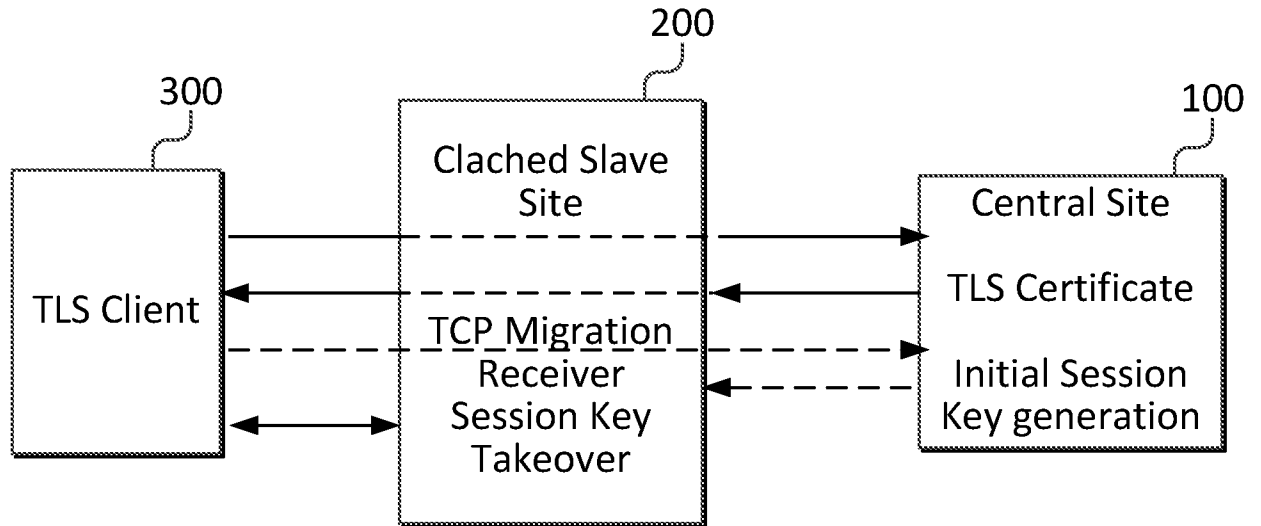 200
300
100
Clached Slave
Site
Central Site
TLS Client
TLS Certificate
TCP Migration
Receiver
Session Key
Takeover
Initial Session
Key generation